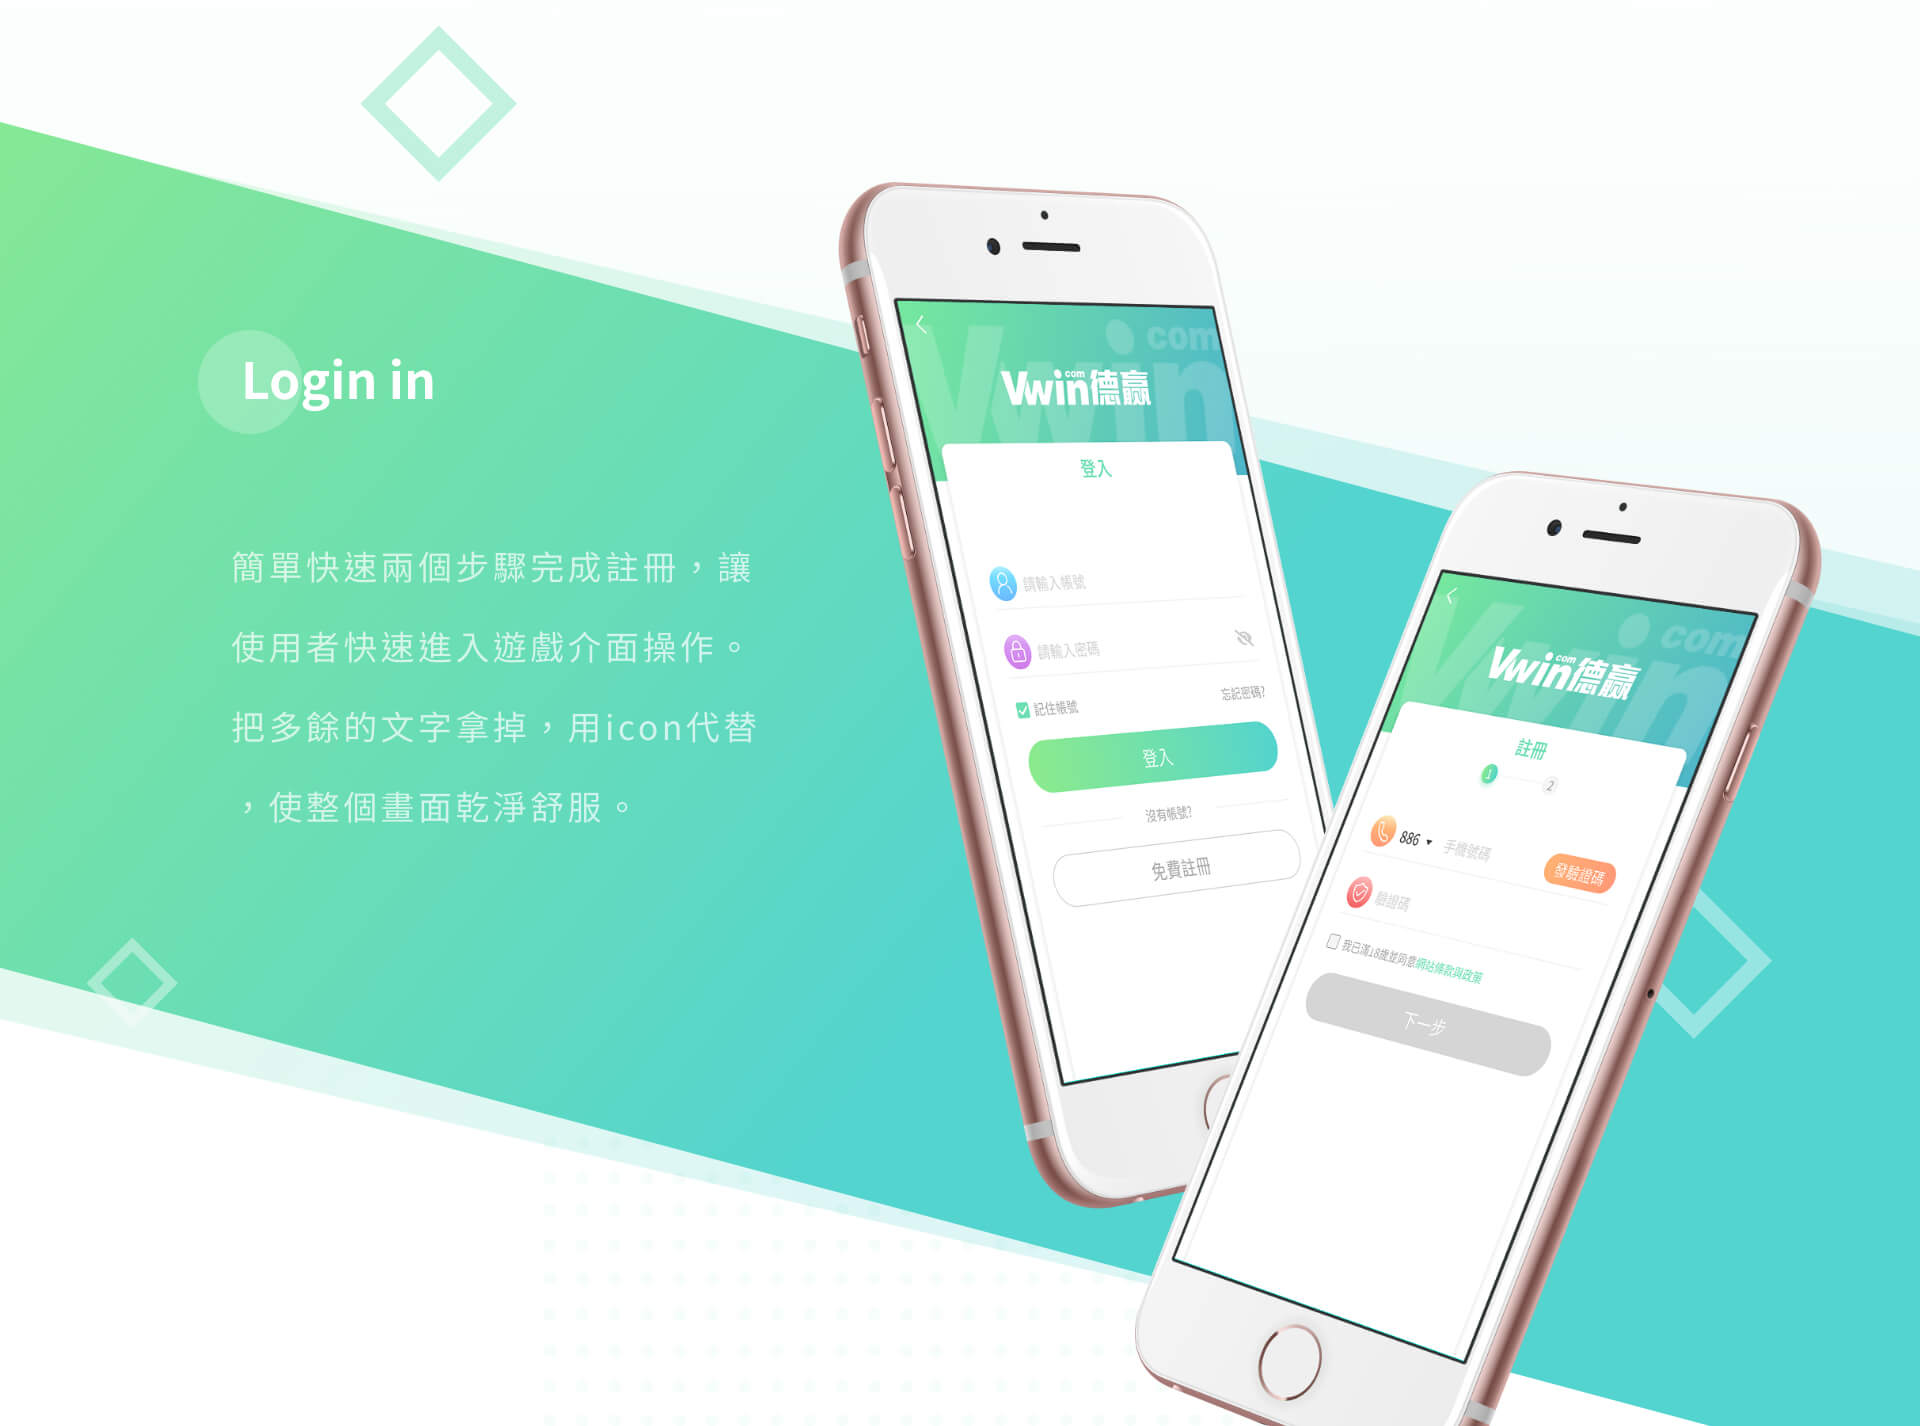 Login in
簡單快速兩個步驟完成註冊，讓
使用者快速進入遊戲介面操作。
把多餘的文字拿掉，用icon代替
，使整個畫面乾淨舒服。
Vwin com
Vwin.com德赢
登入
請輸入帳號
請輸入密碼
記住帳號
忘記密碼?
登入
沒有帳號?
免費註冊
Vwin com
Vwin.com德赢
註冊
1 2
886 手機號碼
發驗證碼
驗證碼
我已滿18歲並同意網站條款與政策
下一步